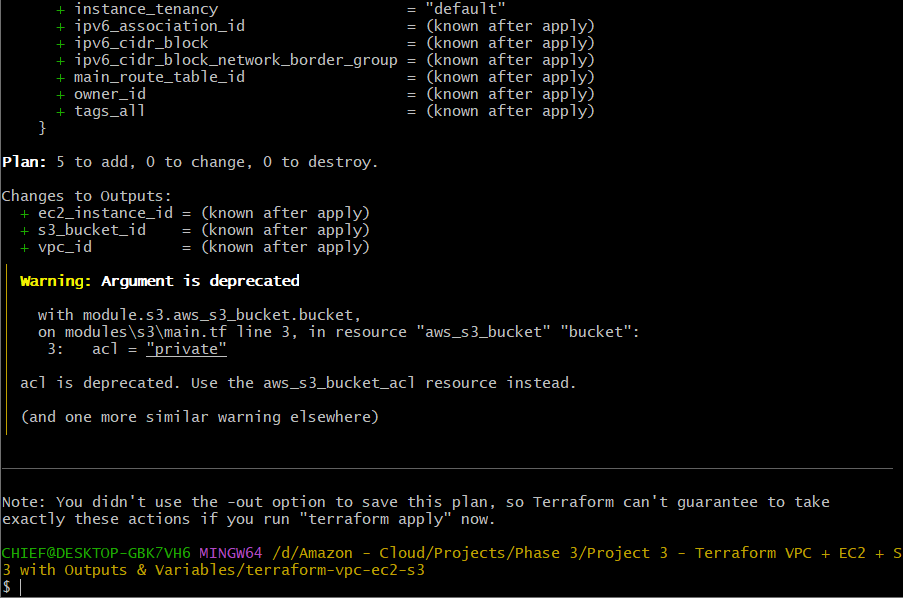 + instance_tenancy                     = "default"
+ ipv6_association_id                  = (known after apply)
+ ipv6_cidr_block                      = (known after apply)
+ ipv6_cidr_block_network_border_group = (known after apply)
+ main_route_table_id                  = (known after apply)
+ owner_id                             = (known after apply)
+ tags_all                             = (known after apply)
}
Plan: 5 to add, 0 to change, 0 to destroy.
Changes to Outputs:
+ ec2_instance_id = (known after apply)
+ s3_bucket_id    = (known after apply)
+ vpc_id          = (known after apply)
Warning: Argument is deprecated
with module.s3.aws_s3_bucket.bucket,
on modules\s3\main.tf line 3, in resource "aws_s3_bucket" "bucket":
3:   acl = "private"
acl is deprecated. Use the aws_s3_bucket_acl resource instead.
(and one more similar warning elsewhere)
Note: You didn't use the -out option to save this plan, so Terraform can't guarantee to take
exactly these actions if you run "terraform apply" now.
CHIEF@DESKTOP-GBK7VH6 MINGW64 /d/Amazon - Cloud/Projects/Phase 3/Project 3 - Terraform VPC + EC2 + S
3 with Outputs & Variables/terraform-vpc-ec2-s3
$